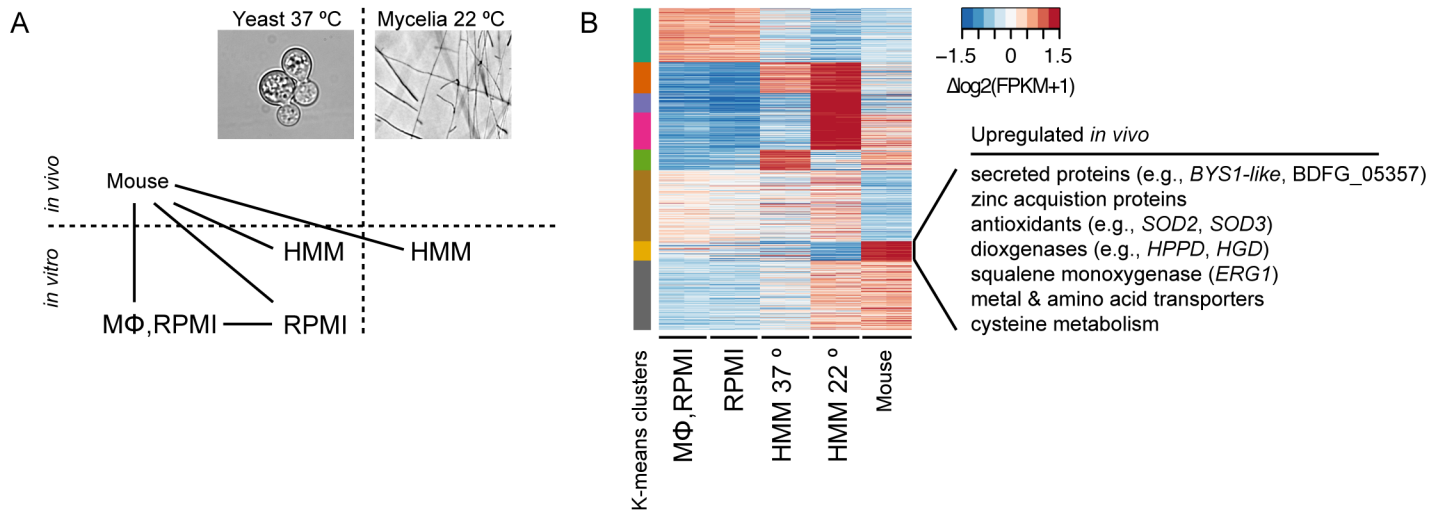 A
Yeast 37 ºC
Mycelia 22 ºC
in vivo
in vitro
Mouse
HMM
HMM
MΦ,RPMI
RPMI
B
−1.5
0
1.5
Δlog2(FPKM+1)
Upregulated in vivo
secreted proteins (e.g., BYS1-like, BDFG_05357)
zinc acquistion proteins
antioxidants (e.g., SOD2, SOD3)
dioxgenases (e.g., HPPD, HGD)
squalene monoxygenase (ERG1)
metal & amino acid transporters
cysteine metabolism
K-means clusters
MΦ,RPMI
RPMI
HMM 37 º
HMM 22 º
Mouse